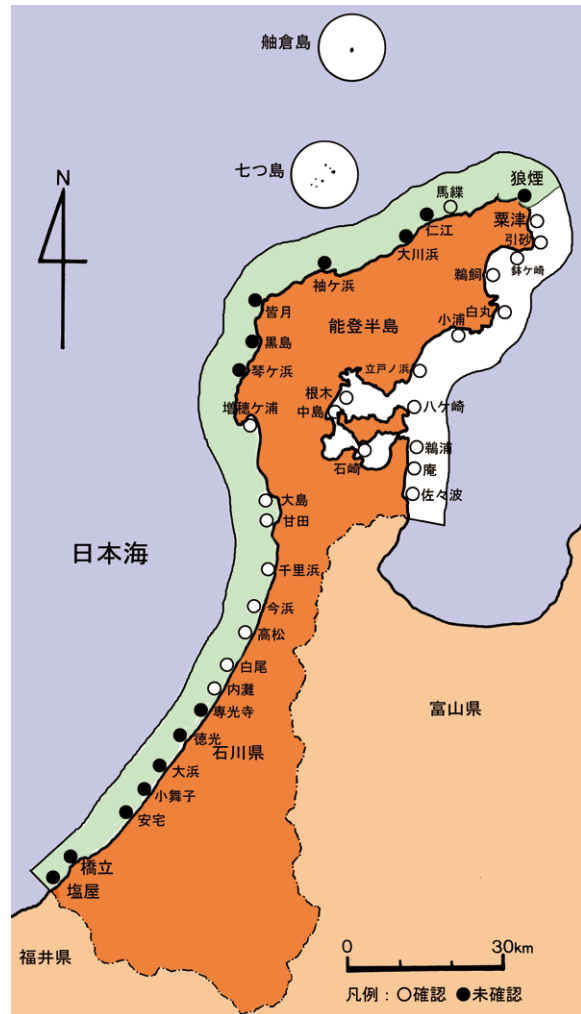 舳倉島
七つ島
N
狼煙
馬緤
粟津
仁江
引砂
大川浜
鉢ケ崎
袖ケ浜
鵜飼
皆月
白丸
能登半島
小浦
黒島
立戸ノ浜
琴ケ浜
根木
八ケ崎
増穂ケ浦
中島
鵜浦
石崎
庵
大島
佐々波
甘田
日本海
千里浜
今浜
高松
白尾
内灘
専光寺
富山県
徳光
石川県
大浜
小舞子
安宅
橋立
塩屋
福井県
0 30km
凡例：○確認 ●未確認